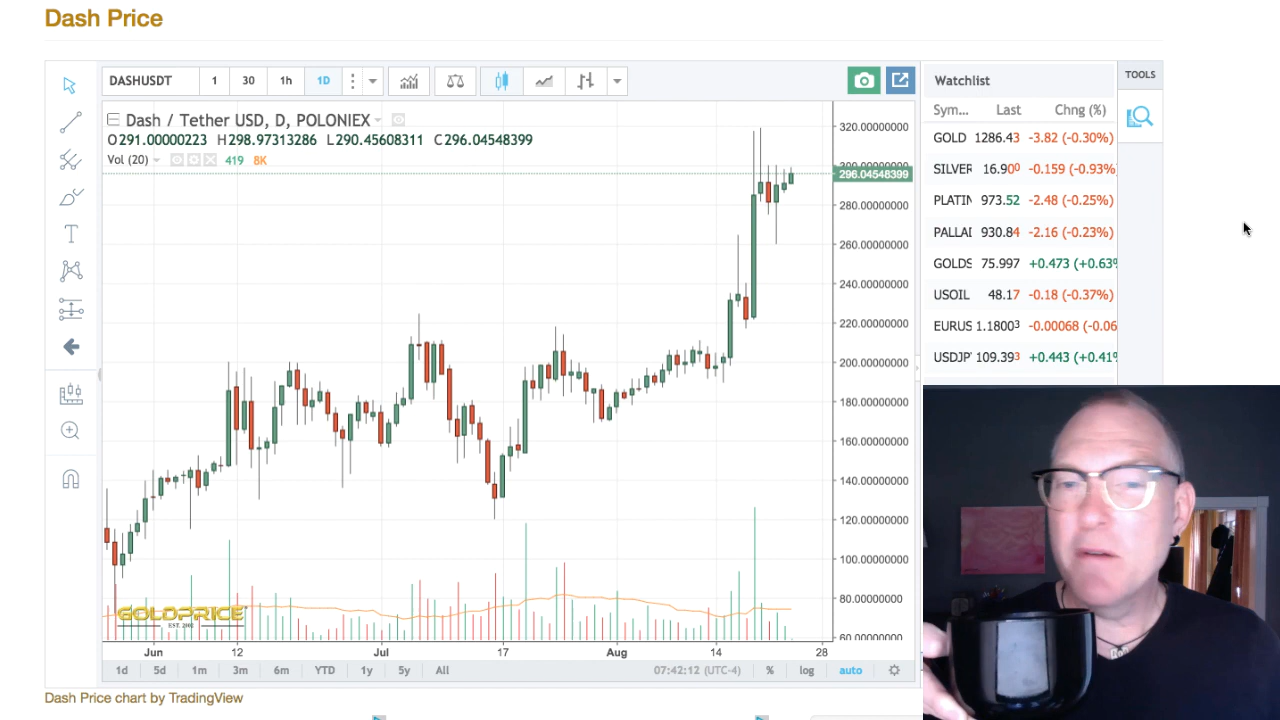 Dash Price
DASHUSDT 1 30 1h 1D
Dash / Tether USD, D, POLONIEX
O291.00000223 H298.97313286 L290.45608311 C296.04548399
Vol (20) 419 8K
320.00000000
296.04548399
280.00000000
260.00000000
240.00000000
220.00000000
200.00000000
180.00000000
160.00000000
140.00000000
120.00000000
100.00000000
80.00000000
60.00000000
GOLDPRICE
EST. 2002
Jun 12 Jul 17 Aug 14 28
1d 5d 1m 3m 6m YTD 1y 5y All 07:42:12 (UTC-4) % log auto
Dash Price chart by TradingView
Watchlist
Sym... Last Chng (%)
GOLD 1286.43 -3.82 (-0.30%)
SILVER 16.900 -0.159 (-0.93%)
PLATIN 973.52 -2.48 (-0.25%)
PALLAI 930.84 -2.16 (-0.23%)
GOLDS 75.997 +0.473 (+0.63%
USOIL 48.17 -0.18 (-0.37%)
EURUS 1.18003 -0.00068 (-0.06
USDJP 109.393 +0.443 (+0.41%
TOOLS